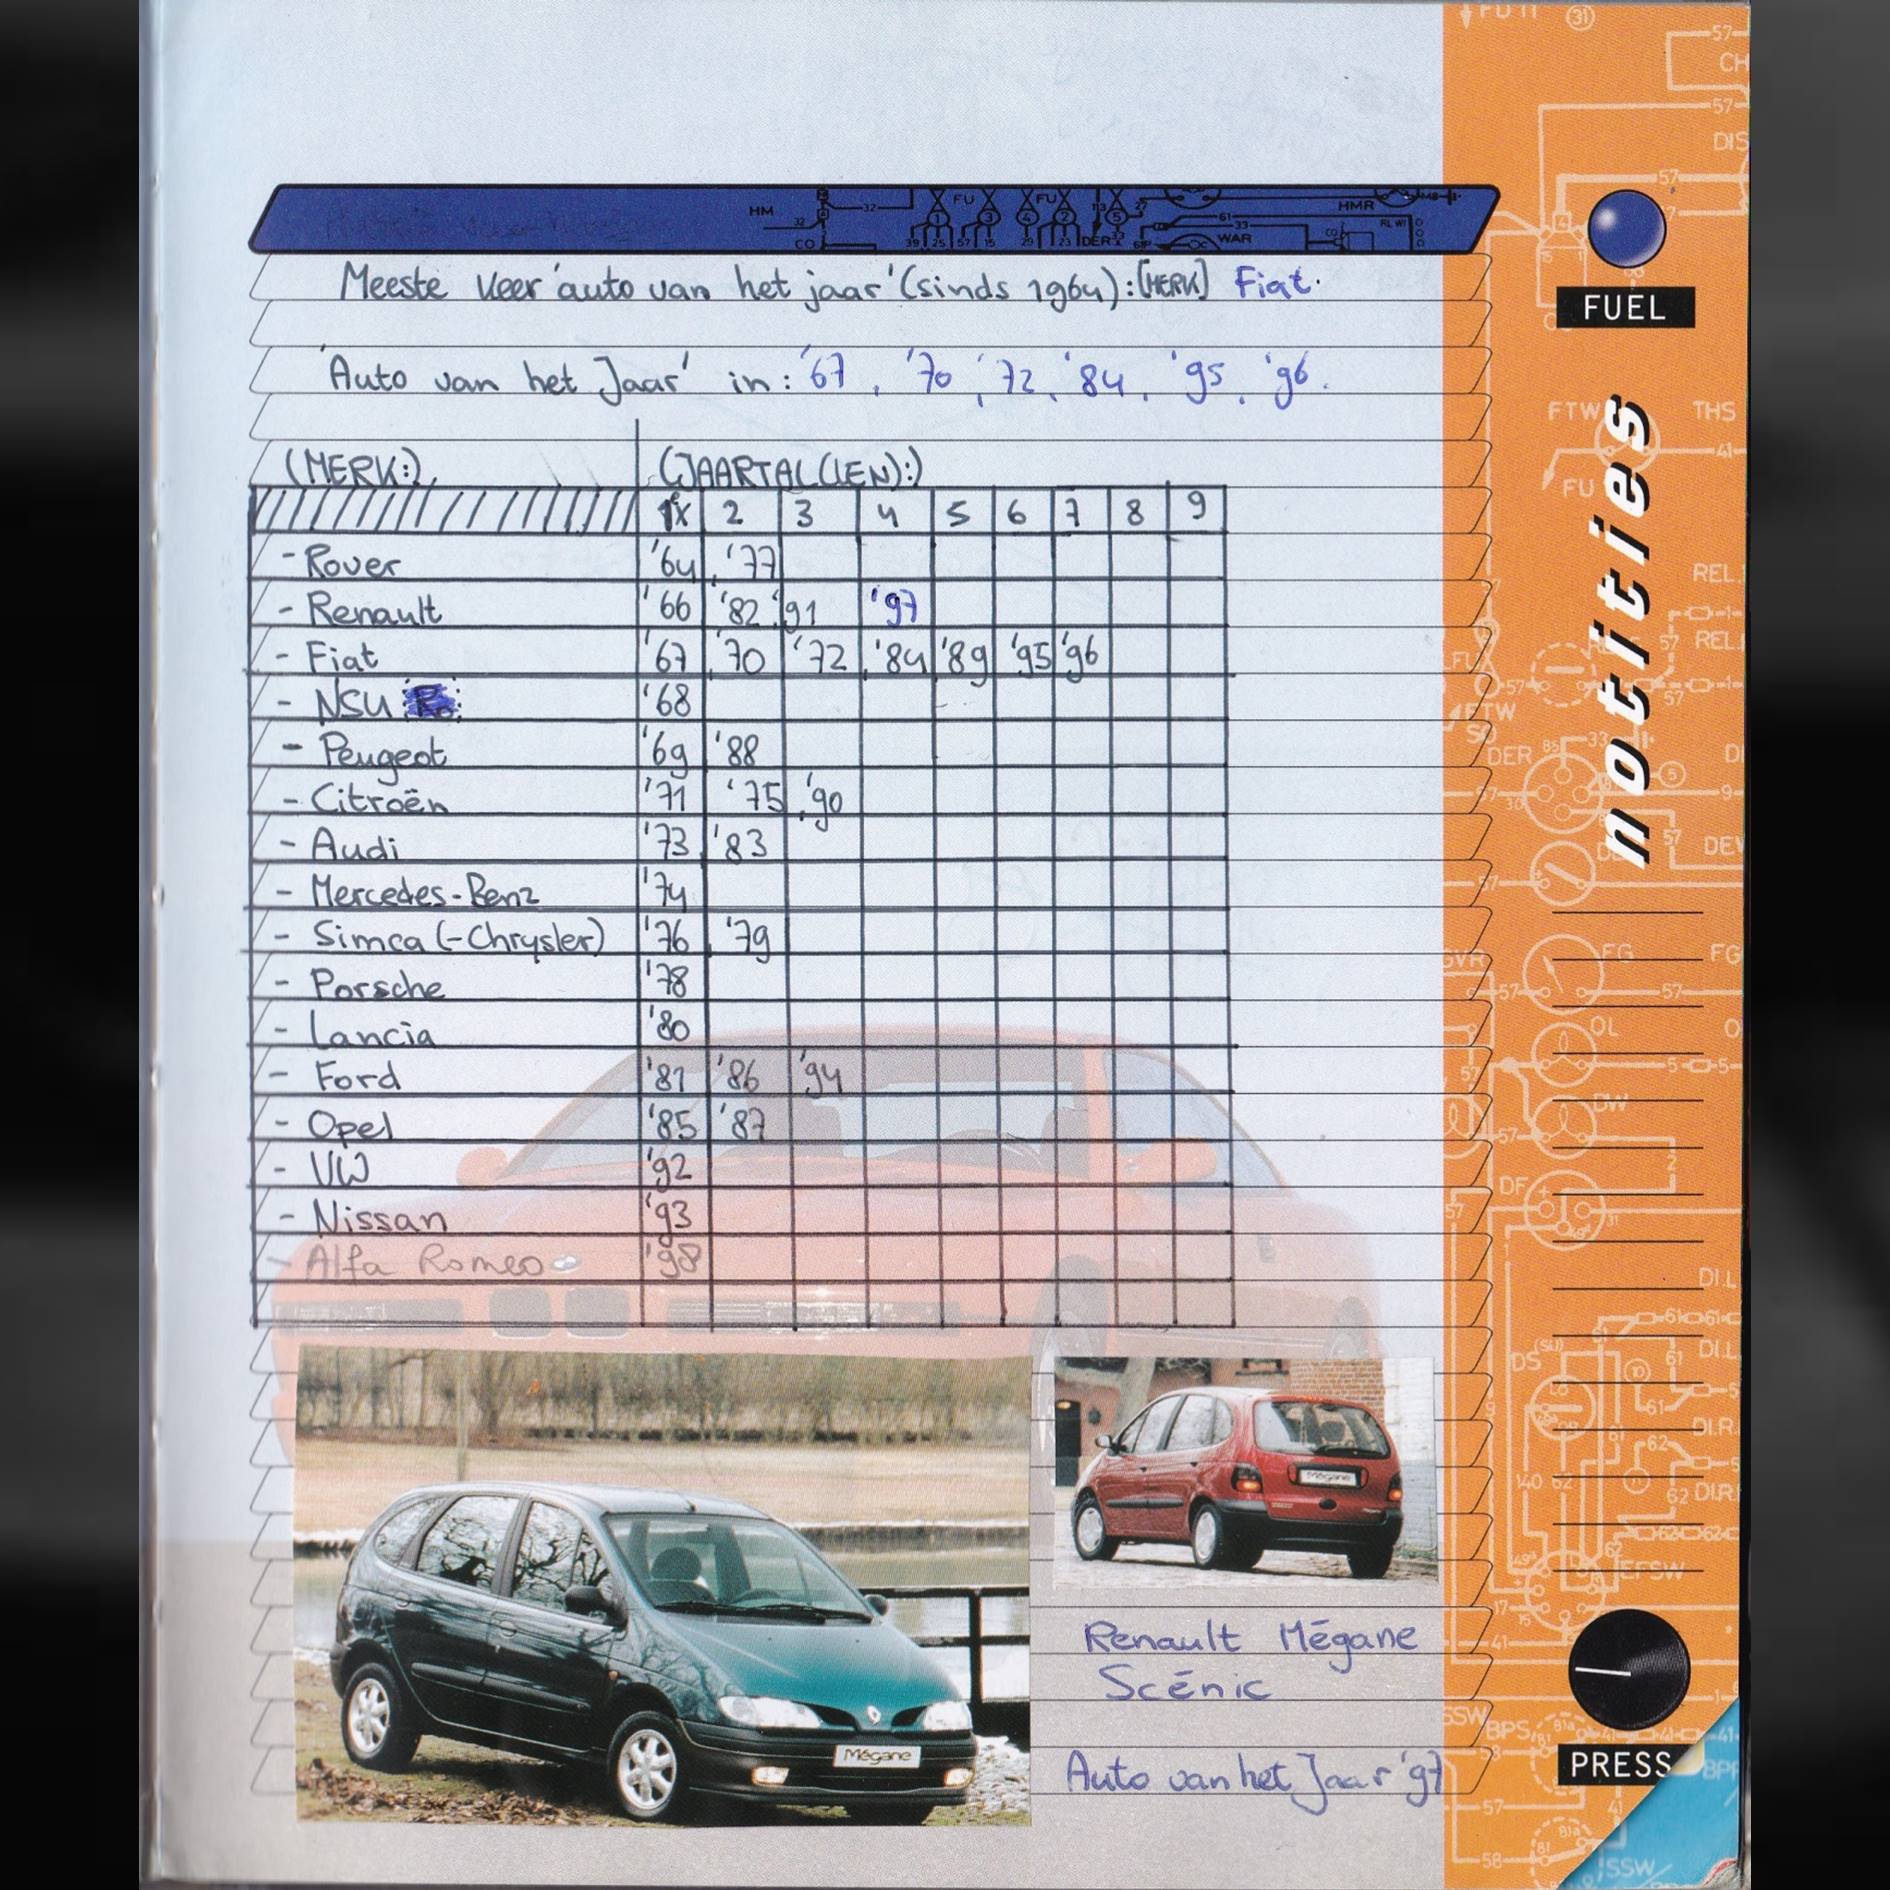 Meeste keer 'auto van het jaar' (sinds 1964): [MERK] Fiat.
'Auto van het Jaar' in: '67, '70, '72, '84, '95, '96.
(MERK:) (JAARTAL(LEN):)
1x 2 3 4 5 6 7 8 9
- Rover '64, '77
- Renault '66 '82, '91 '97
- Fiat '67, '70, '72, '84, '89 '95 '96
- NSU '68
- Peugeot '69 '88
- Citroën '71 '75, '90
- Audi '73, '83
- Mercedes-Benz '74
- Simca (-Chrysler) '76, '79
- Porsche '78
- Lancia '80
- Ford '81 '86 '94
- Opel '85 '87
- VW '92
- Nissan '93
- Alfa Romeo '98
Mégane
Mégane
Renault Mégane
Scénic
Auto van het Jaar '97
FUEL
notities
PRESS